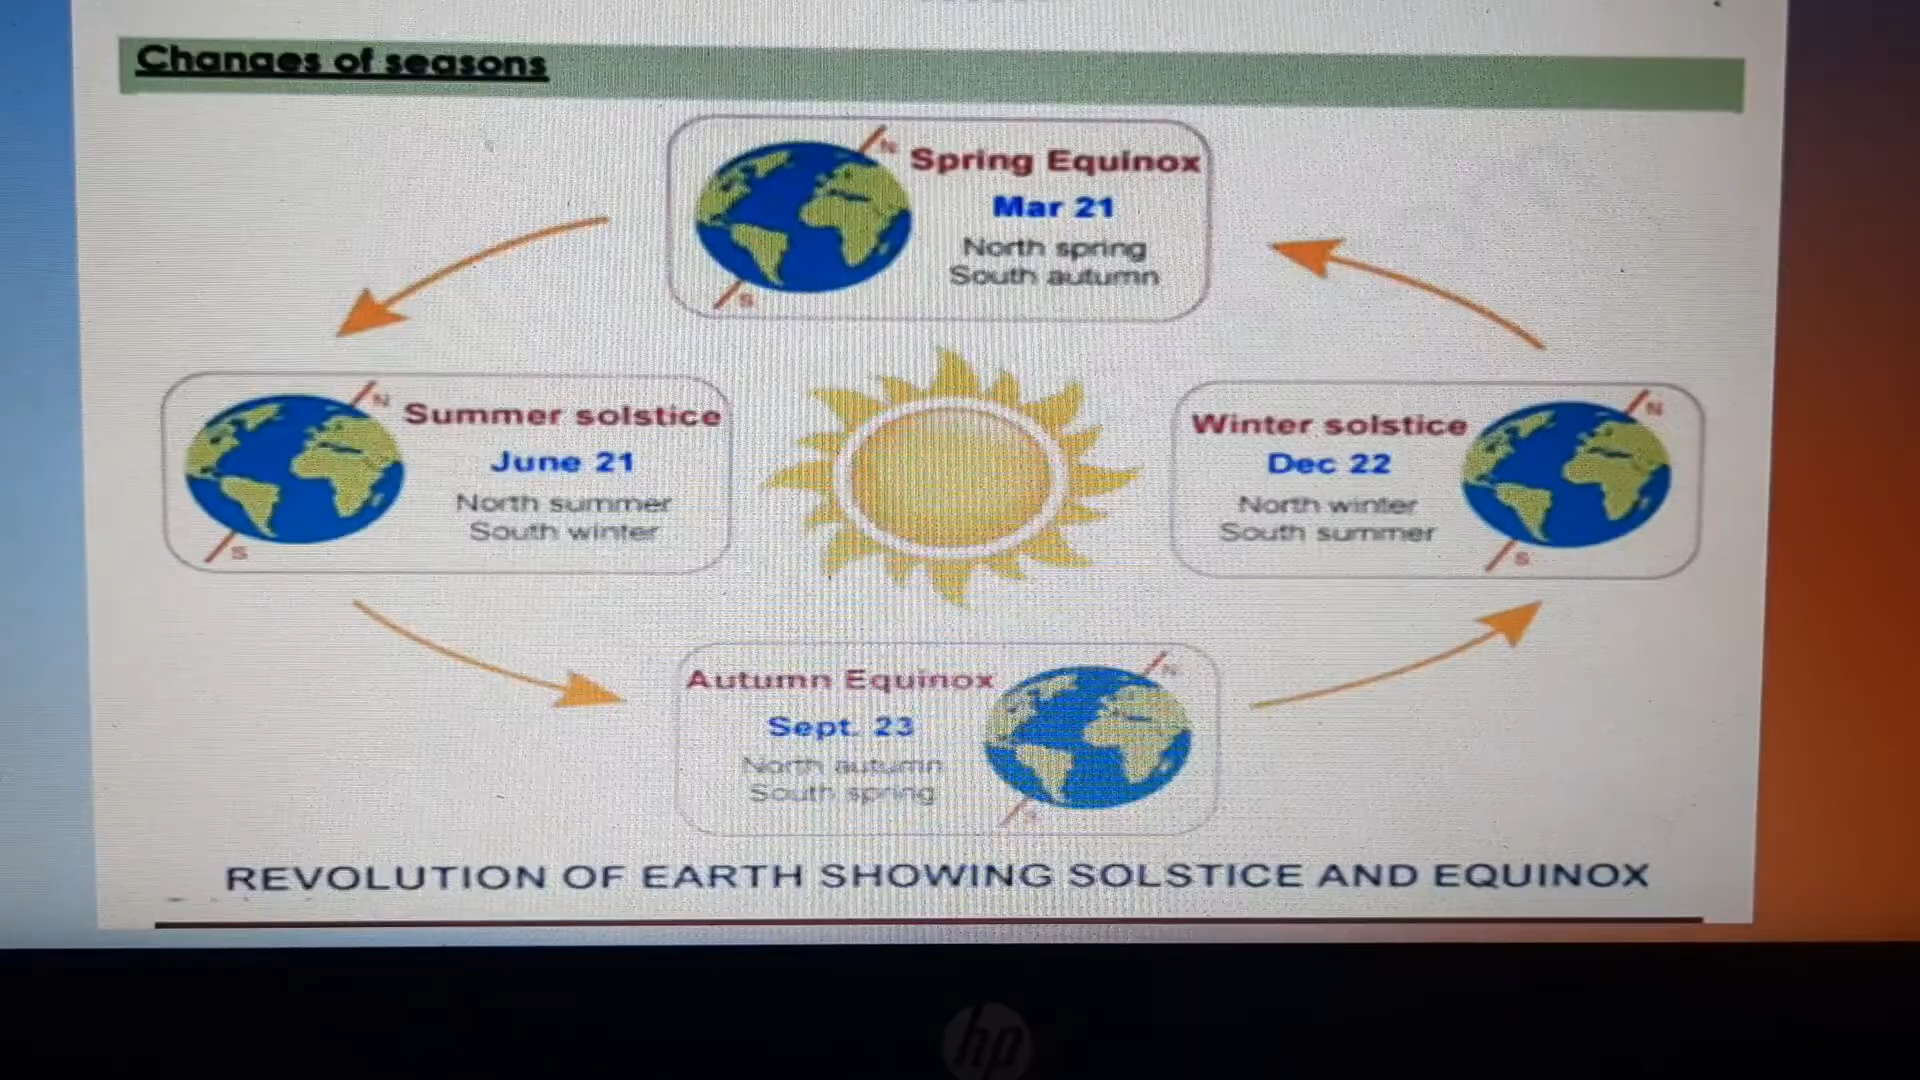 Changes of seasons
N
Spring Equinox
Mar 21
North spring
South autumn
S
N
Summer solstice
June 21
North summer
South winter
S
Winter solstice
Dec 22
North winter
South summer
N
S
Autumn Equinox
Sept. 23
North autumn
South spring
N
S
REVOLUTION OF EARTH SHOWING SOLSTICE AND EQUINOX
hp